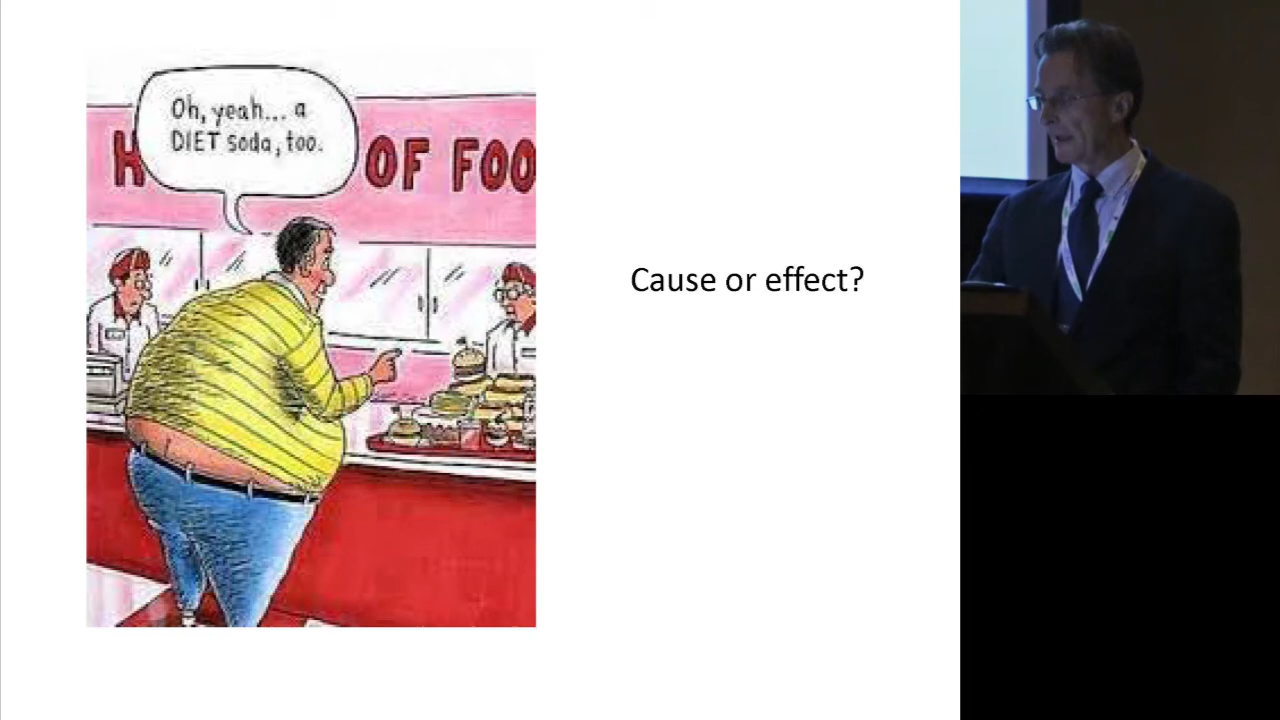 Oh, yeah... a
DIET soda, too.
H OF FOO
Cause or effect?